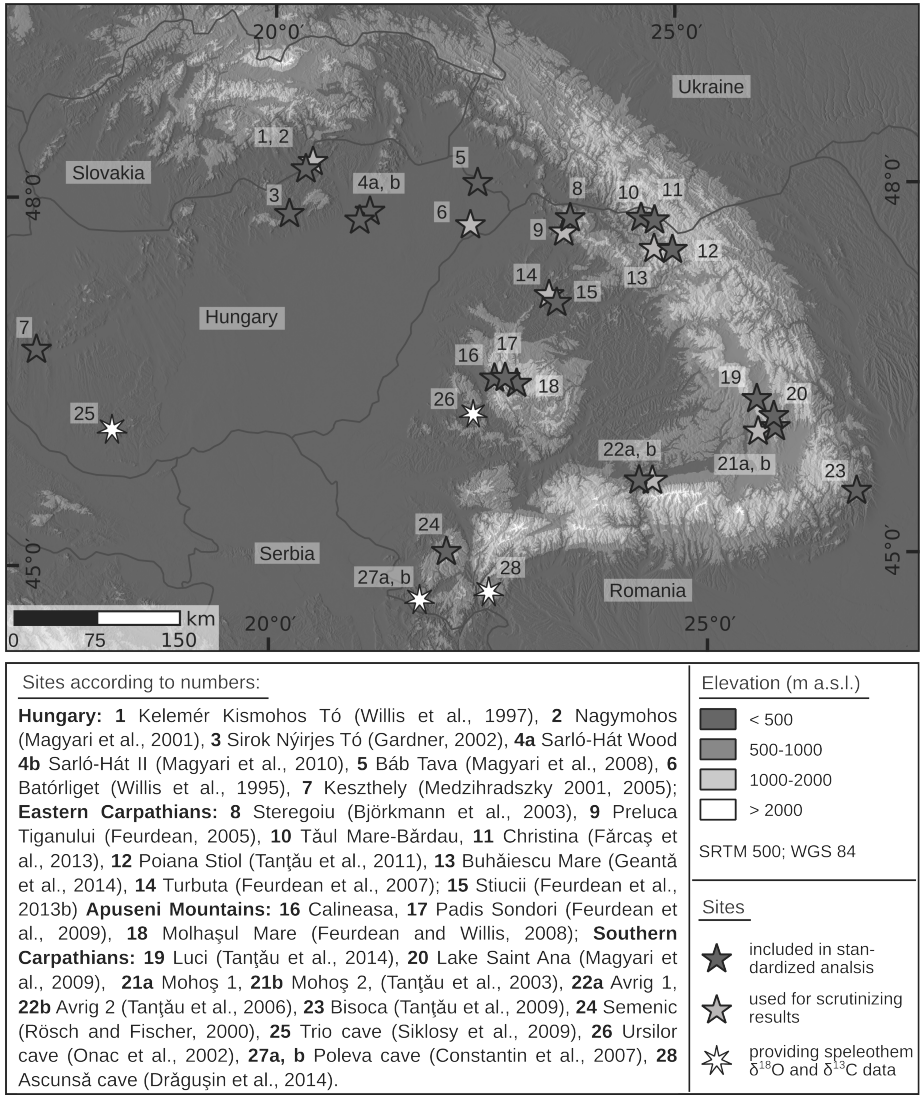 20°0′
25°0′
Ukraine
1, 2
Slovakia
5
4a, b
3
6
8
10
11
9
12
13
48°0′
48°0′
14
15
Hungary
7
17
16
18
26
25
19
20
22a, b
21a, b
23
24
Serbia
28
27a, b
Romania
45°0′
45°0′
km
0 75 150
20°0′
25°0′
Sites according to numbers:
Hungary: 1 Kelemér Kismohos Tó (Willis et al., 1997), 2 Nagymohos
(Magyari et al., 2001), 3 Sirok Nýirjes Tó (Gardner, 2002), 4a Sarló-Hát Wood
4b Sarló-Hát II (Magyari et al., 2010), 5 Báb Tava (Magyari et al., 2008), 6
Batórliget (Willis et al., 1995), 7 Keszthely (Medzihradszky 2001, 2005);
Eastern Carpathians: 8 Steregoiu (Björkmann et al., 2003), 9 Preluca
Tiganului (Feurdean, 2005), 10 Tăul Mare-Bărdau, 11 Christina (Fărcaş et
al., 2013), 12 Poiana Stiol (Tanţău et al., 2011), 13 Buhăiescu Mare (Geantă
et al., 2014), 14 Turbuta (Feurdean et al., 2007); 15 Stiucii (Feurdean et al.,
2013b) Apuseni Mountains: 16 Calineasa, 17 Padis Sondori (Feurdean et
al., 2009), 18 Molhaşul Mare (Feurdean and Willis, 2008); Southern
Carpathians: 19 Luci (Tanţău et al., 2014), 20 Lake Saint Ana (Magyari et
al., 2009), 21a Mohoş 1, 21b Mohoş 2, (Tanţău et al., 2003), 22a Avrig 1,
22b Avrig 2 (Tanţău et al., 2006), 23 Bisoca (Tanţău et al., 2009), 24 Semenic
(Rösch and Fischer, 2000), 25 Trio cave (Siklosy et al., 2009), 26 Ursilor
cave (Onac et al., 2002), 27a, b Poleva cave (Constantin et al., 2007), 28
Ascunsă cave (Drăguşin et al., 2014).
Elevation (m a.s.l.)
< 500
500-1000
1000-2000
> 2000
SRTM 500; WGS 84
Sites
included in stan-
dardized analsis
used for scrutinizing
results
providing speleothem
δ¹⁸O and δ¹³C data